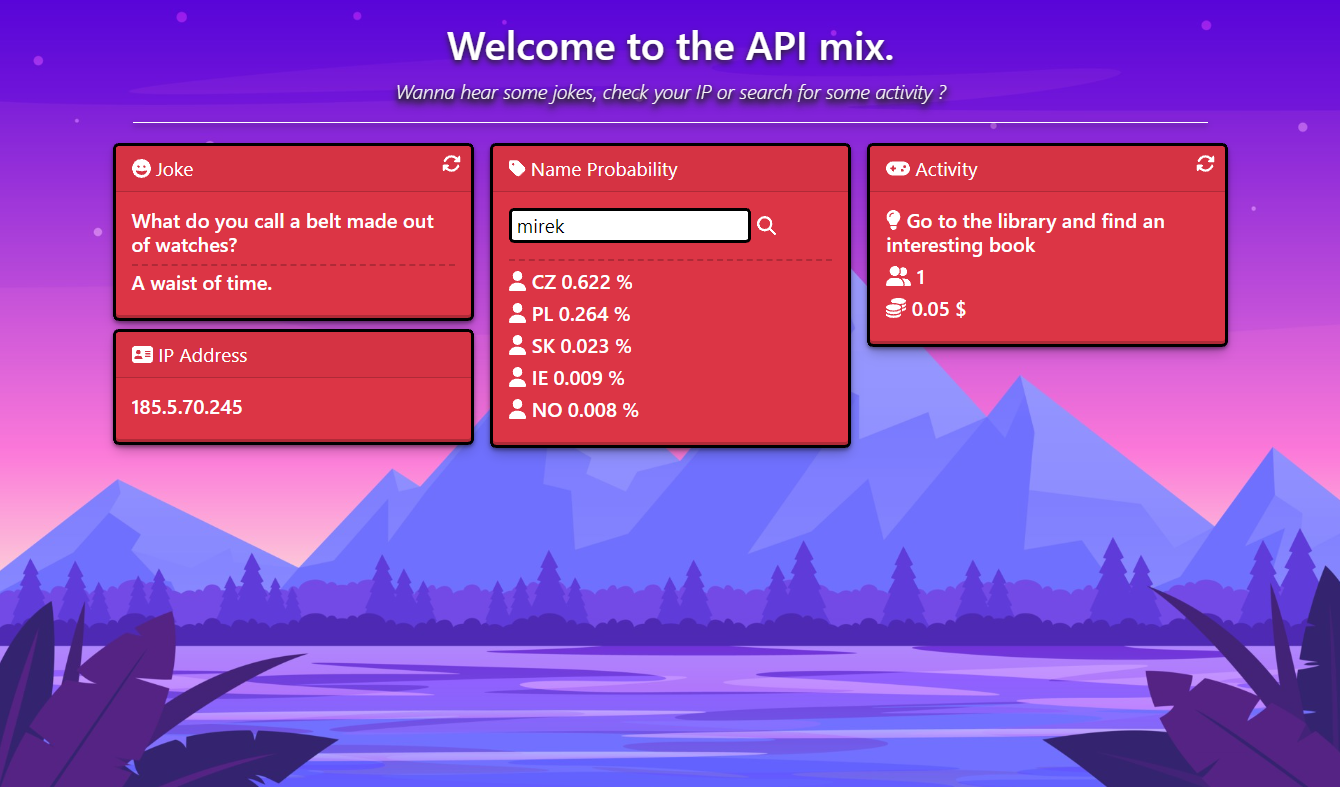 Welcome to the API mix.
Wanna hear some jokes, check your IP or search for some activity ?
Joke
What do you call a belt made out
of watches?
A waist of time.
IP Address
185.5.70.245
Name Probability
mirek
CZ 0.622 %
PL 0.264 %
SK 0.023 %
IE 0.009 %
NO 0.008 %
Activity
Go to the library and find an
interesting book
1
0.05 $